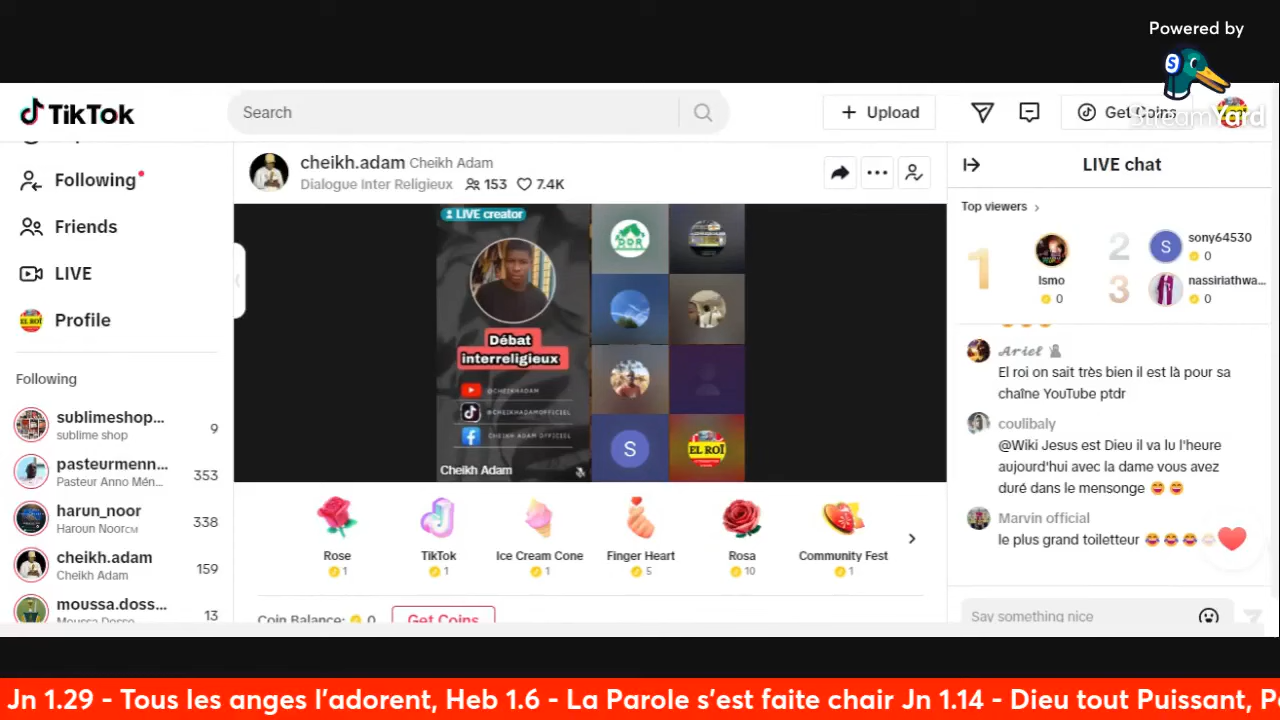 Powered by
S
StreamYard
TikTok
Search
Upload
Get Coins
Following
Friends
LIVE
EL ROÏ
Profile
Following
sublimeshop...
sublime shop
9
pasteurmenn...
Pasteur Anno Mén...
353
harun_noor
Haroun Noor™
338
cheikh.adam
Cheikh Adam
159
moussa.doss...
Moussa Dosso
13
cheikh.adam Cheikh Adam
Dialogue Inter Religieux 153 7.4K
LIVE creator
Débat
interreligieux
@CHEIKHADAM
@CHEIKHADAMOFFICIEL
CHEIKH ADAM OFFICIEL
Cheikh Adam
DOR
S
EL ROÏ
Rose
1
TikTok
1
Ice Cream Cone
1
Finger Heart
5
Rosa
10
Community Fest
1
Coin Balance: 0
Get Coins
LIVE chat
Top viewers
1
Ismo
0
2
S
sony64530
0
3
nassiriathwa...
0
Ariel
El roi on sait très bien il est là pour sa
chaîne YouTube ptdr
coulibaly
@Wiki Jesus est Dieu il va lu l'heure
aujourd'hui avec la dame vous avez
duré dans le mensonge 😂 😂
Marvin official
le plus grand toiletteur 😂😂😂
Say something nice
Jn 1.29 - Tous les anges l'adorent, Heb 1.6 - La Parole s'est faite chair Jn 1.14 - Dieu tout Puissant,